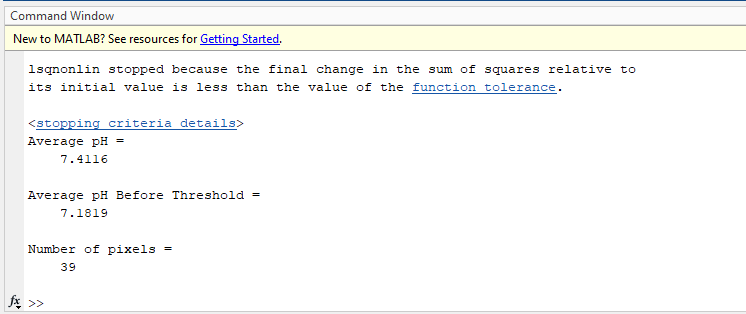 Command Window
New to MATLAB? See resources for Getting Started.
lsqnonlin stopped because the final change in the sum of squares relative to
its initial value is less than the value of the function tolerance.
<stopping criteria details>
Average pH =
7.4116
Average pH Before Threshold =
7.1819
Number of pixels =
39
fx >>